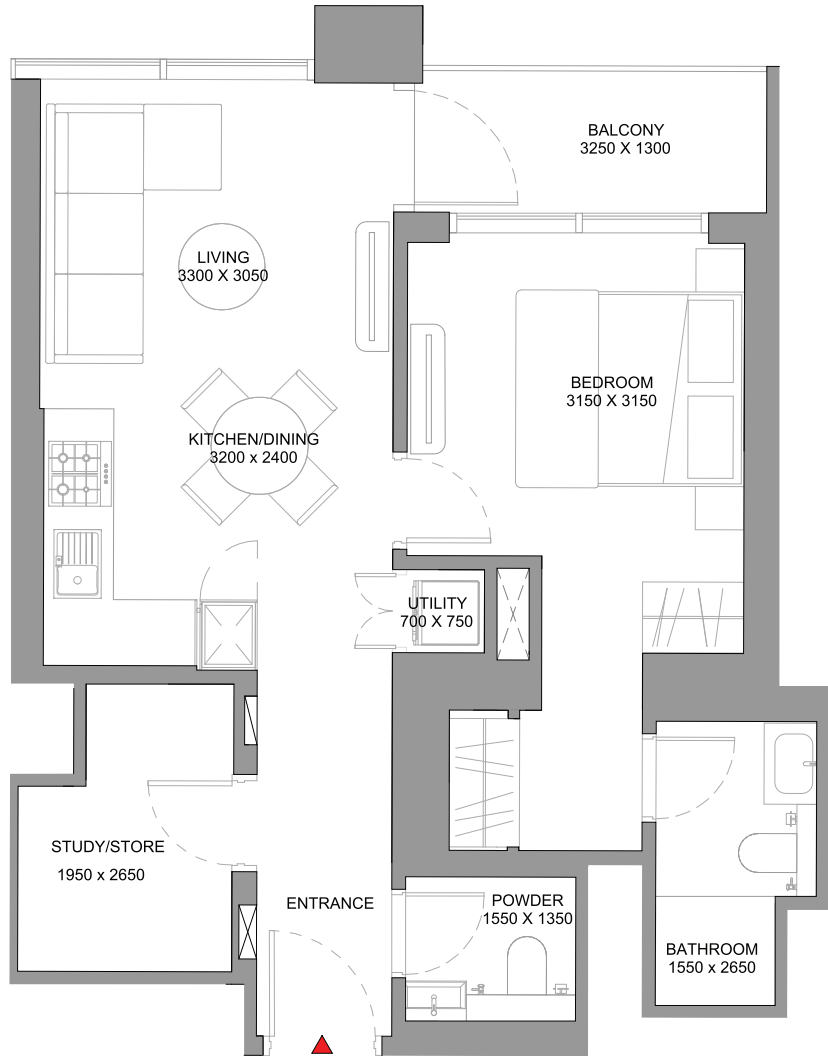 BALCONY
3250 X 1300
LIVING
3300 X 3050
BEDROOM
3150 X 3150
KITCHEN/DINING
3200 x 2400
UTILITY
700 X 750
STUDY/STORE
1950 x 2650
ENTRANCE
POWDER
1550 X 1350
BATHROOM
1550 x 2650